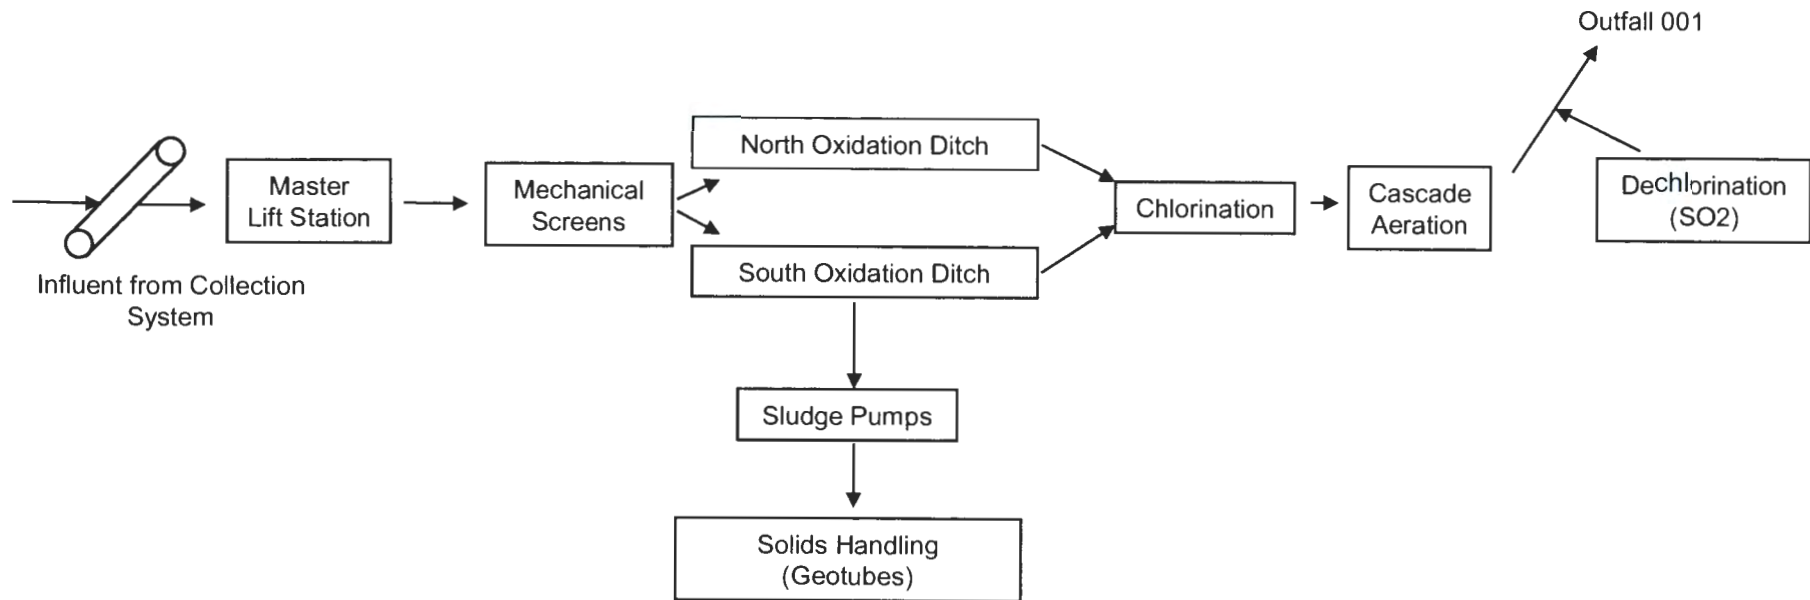 Outfall 001
North Oxidation Ditch
Master
Lift Station
Mechanical
Screens
Chlorination
Cascade
Aeration
Dechlorination
(SO2)
South Oxidation Ditch
Influent from Collection
System
Sludge Pumps
Solids Handling
(Geotubes)